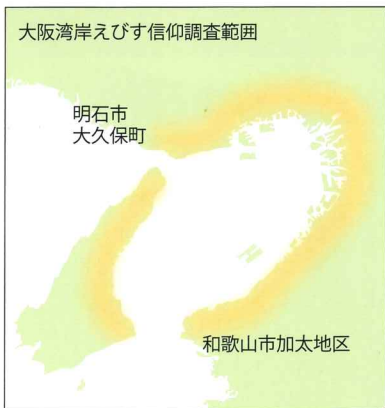 大阪湾岸えびす信仰調査範囲
明石市
大久保町
和歌山市加太地区